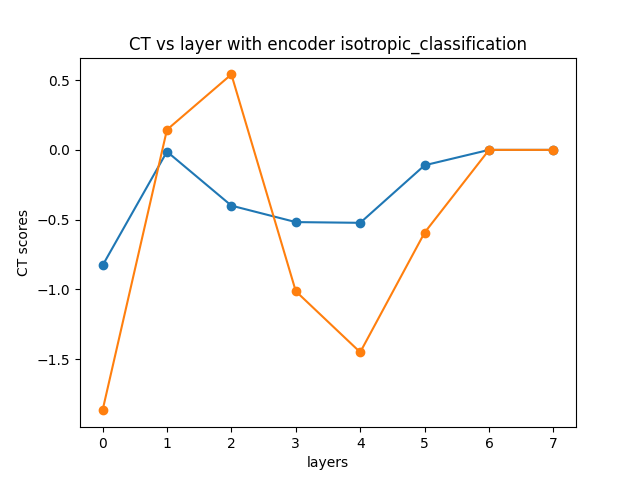 CT vs layer with encoder isotropic_classification
0.5
0.0
−0.5
−1.0
−1.5
CT scores
0 1 2 3 4 5 6 7
layers